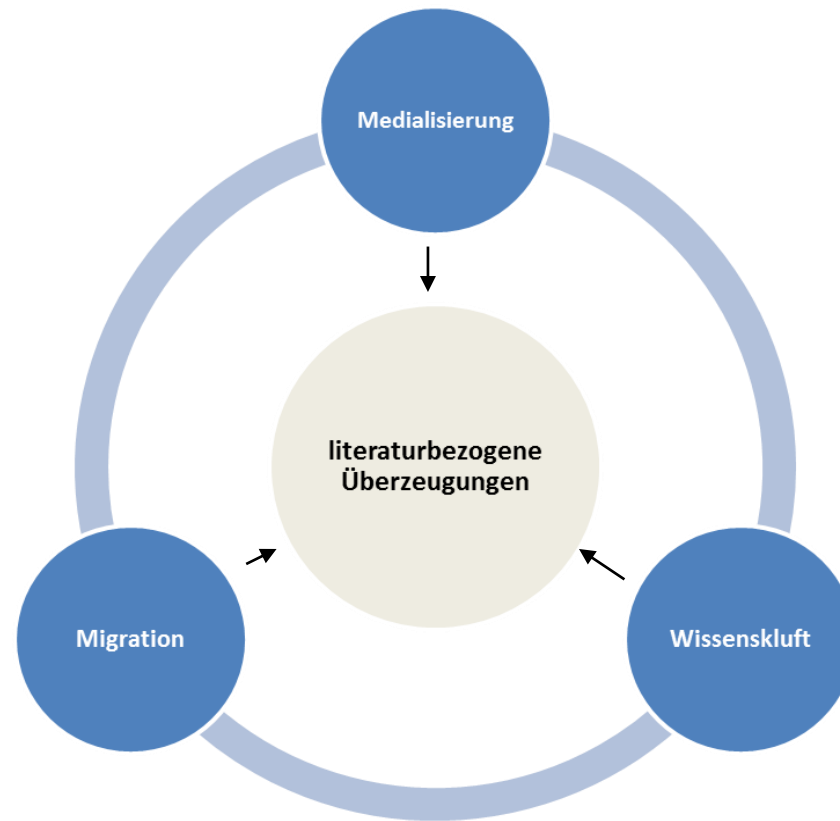 Medialisierung
literaturbezogene
Überzeugungen
Migration
Wissenskluft